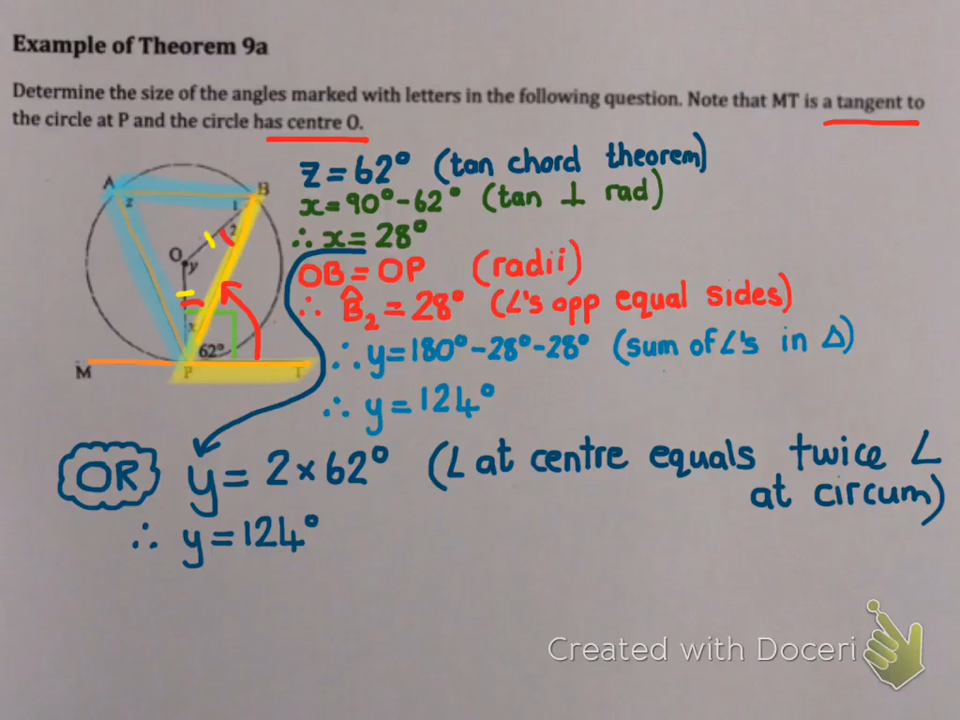 Example of Theorem 9a
Determine the size of the angles marked with letters in the following question. Note that MT is a tangent to
the circle at P and the circle has centre O.
A
B
z
1
2
O
y
x
62°
M
P
T
z = 62° (tan chord theorem)
x = 90° - 62° (tan ⊥ rad)
∴ x = 28°
OB = OP (radii)
∴ B̂₂ = 28° (∠'s opp equal sides)
∴ y = 180° - 28° - 28° (sum of ∠'s in Δ)
∴ y = 124°
OR y = 2 × 62° (∠ at centre equals twice ∠
at circum)
∴ y = 124°
Created with Doceri